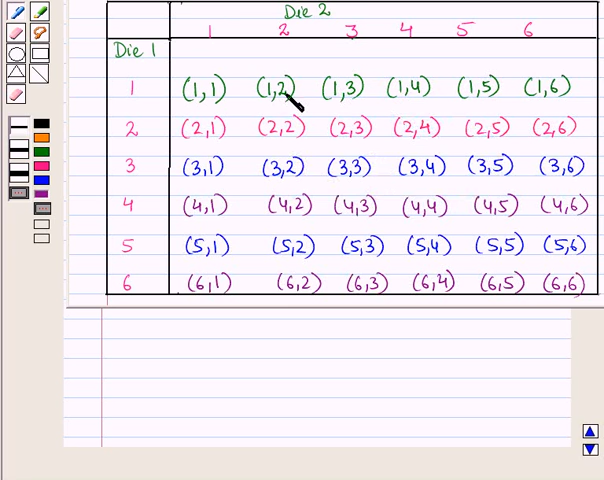 Die 2
1 2 3 4 5 6
Die 1
1 (1,1) (1,2) (1,3) (1,4) (1,5) (1,6)
2 (2,1) (2,2) (2,3) (2,4) (2,5) (2,6)
3 (3,1) (3,2) (3,3) (3,4) (3,5) (3,6)
4 (4,1) (4,2) (4,3) (4,4) (4,5) (4,6)
5 (5,1) (5,2) (5,3) (5,4) (5,5) (5,6)
6 (6,1) (6,2) (6,3) (6,4) (6,5) (6,6)